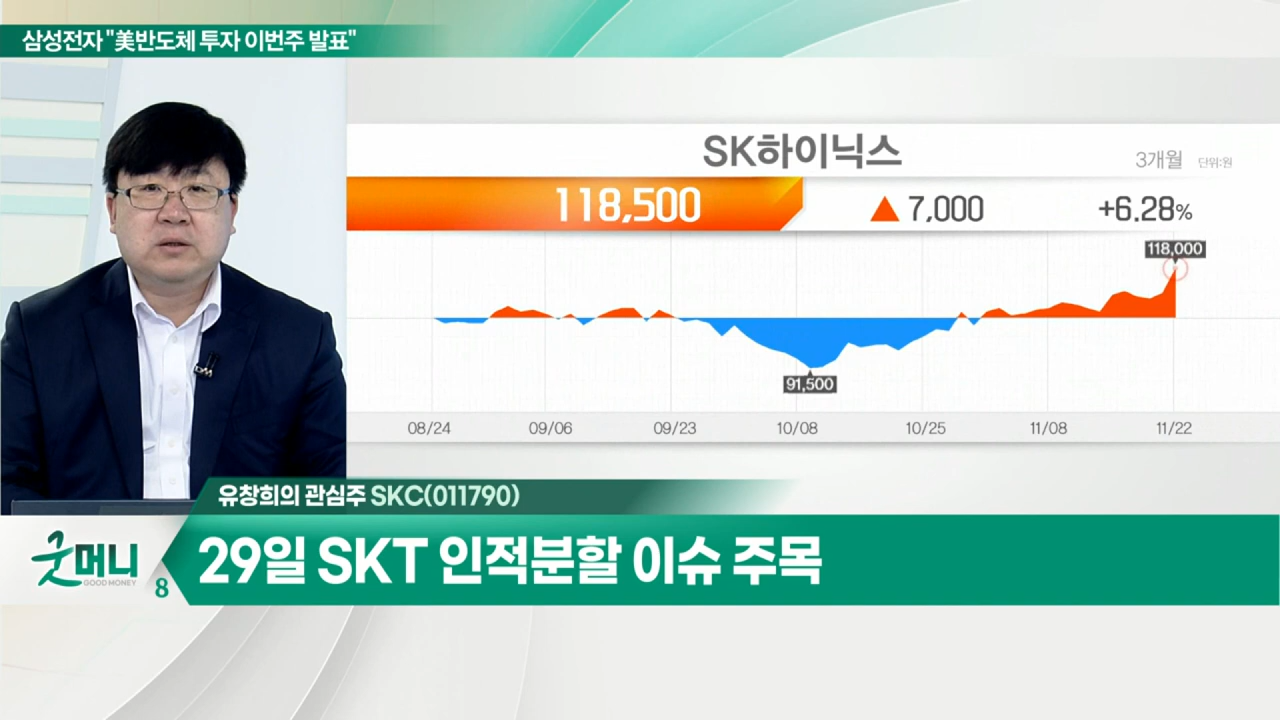 삼성전자 "美반도체 투자 이번주 발표"
SK하이닉스
3개월 단위:원
118,500 ▲ 7,000 +6.28%
118,000
91,500
08/24 09/06 09/23 10/08 10/25 11/08 11/22
유창희의 관심주 SKC(011790)
굿머니
GOOD MONEY
8
29일 SKT 인적분할 이슈 주목